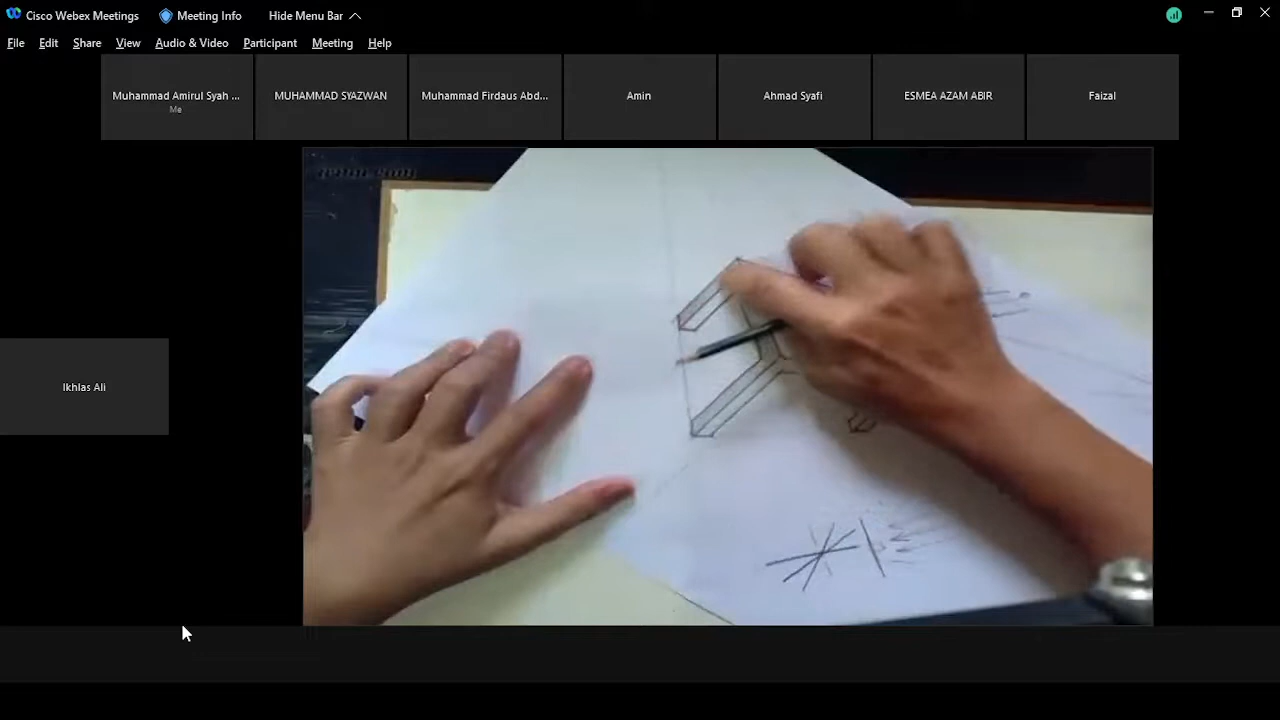 Cisco Webex Meetings Meeting Info Hide Menu Bar
File Edit Share View Audio & Video Participant Meeting Help
Muhammad Amirul Syah ...
Me
MUHAMMAD SYAZWAN
Muhammad Firdaus Abd...
Amin
Ahmad Syafi
ESMEA AZAM ABIR
Faizal
Ikhlas Ali